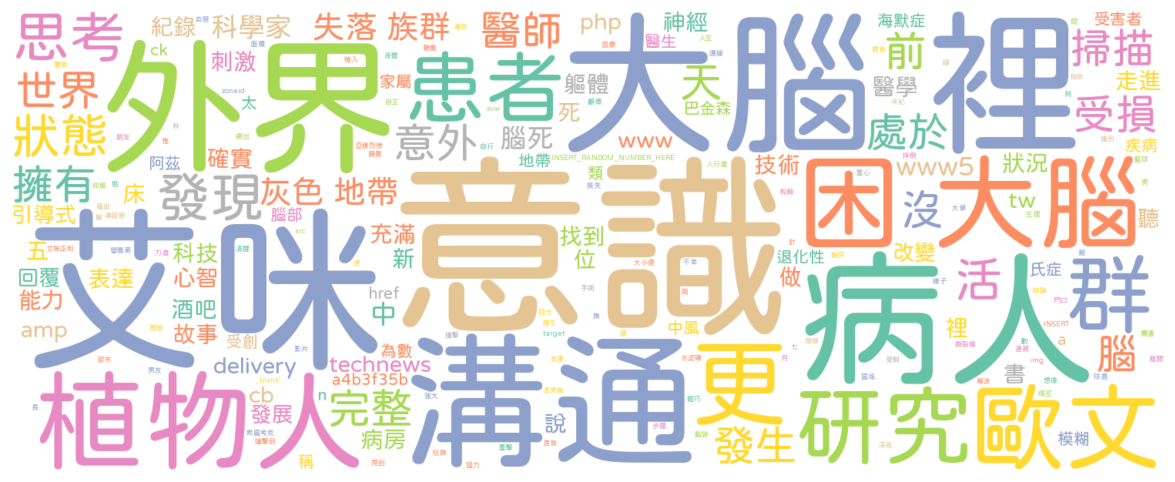 思考
紀錄
科學家
失落
族群
醫師
php
神經
海默症
受害者
ck
外界
刺激
家屬
患者
醫生
大腦
前
裡
掃描
世界
zoneid
太
軀體
天
醫學
走進
狀態
意外
腦死
死
巴金森
處於
受損
www
疾病
阿茲
確實
地帶
INSERT_RANDOM_NUMBER_HERE
技術
www5
狀況
擁有
床
發現
灰色
地帶
意識
類
困
大腦
引導式
腦部
沒
tw
聽
五
艾咪
充滿
找到
科技
src
新
位
退化性
改變
回覆
表達
心智
做
病人
活
氏症
群
能力
酒吧
href
中
amp
故事
受創
中風
裡
a
INSERT
為數
溝通
target
更
腦
delivery
technews
img
植物人
blank
a4b3f35b
書
cb
n
完整
研究
歐文
發展
說
病房
發生
模糊
稱